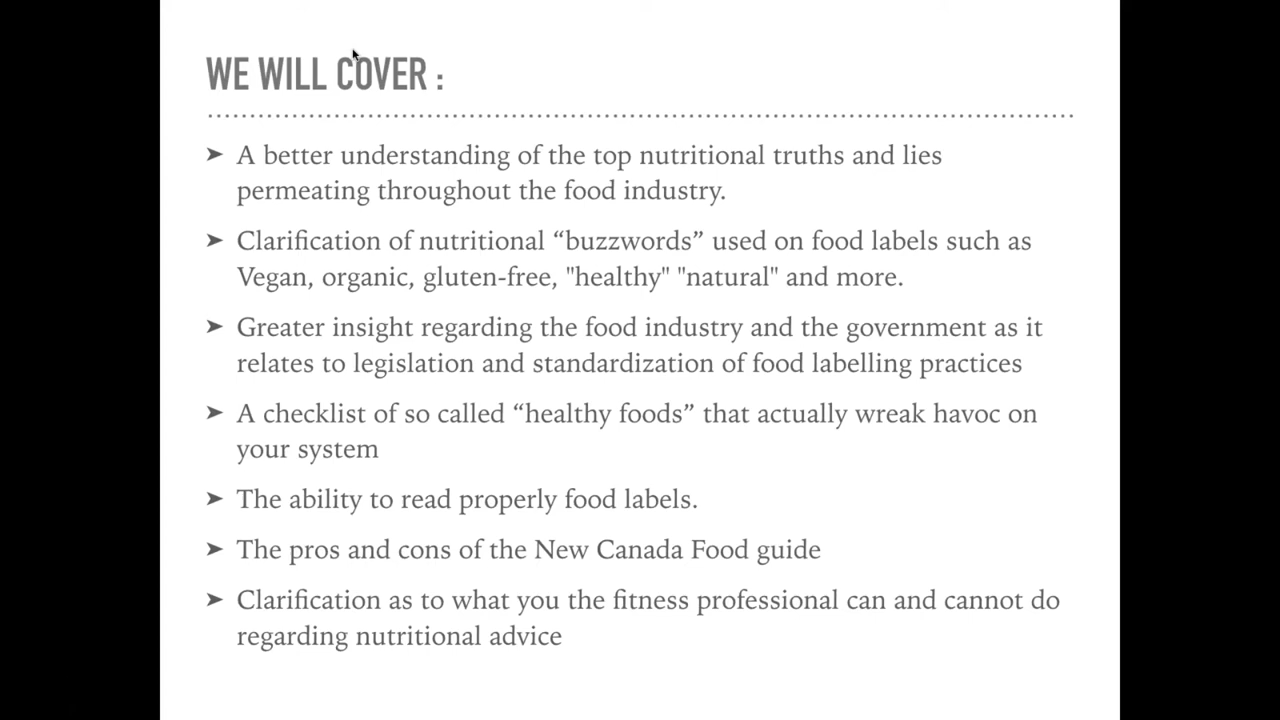 WE WILL COVER :
➤ A better understanding of the top nutritional truths and lies
permeating throughout the food industry.
➤ Clarification of nutritional “buzzwords” used on food labels such as
Vegan, organic, gluten-free, "healthy" "natural" and more.
➤ Greater insight regarding the food industry and the government as it
relates to legislation and standardization of food labelling practices
➤ A checklist of so called “healthy foods” that actually wreak havoc on
your system
➤ The ability to read properly food labels.
➤ The pros and cons of the New Canada Food guide
➤ Clarification as to what you the fitness professional can and cannot do
regarding nutritional advice